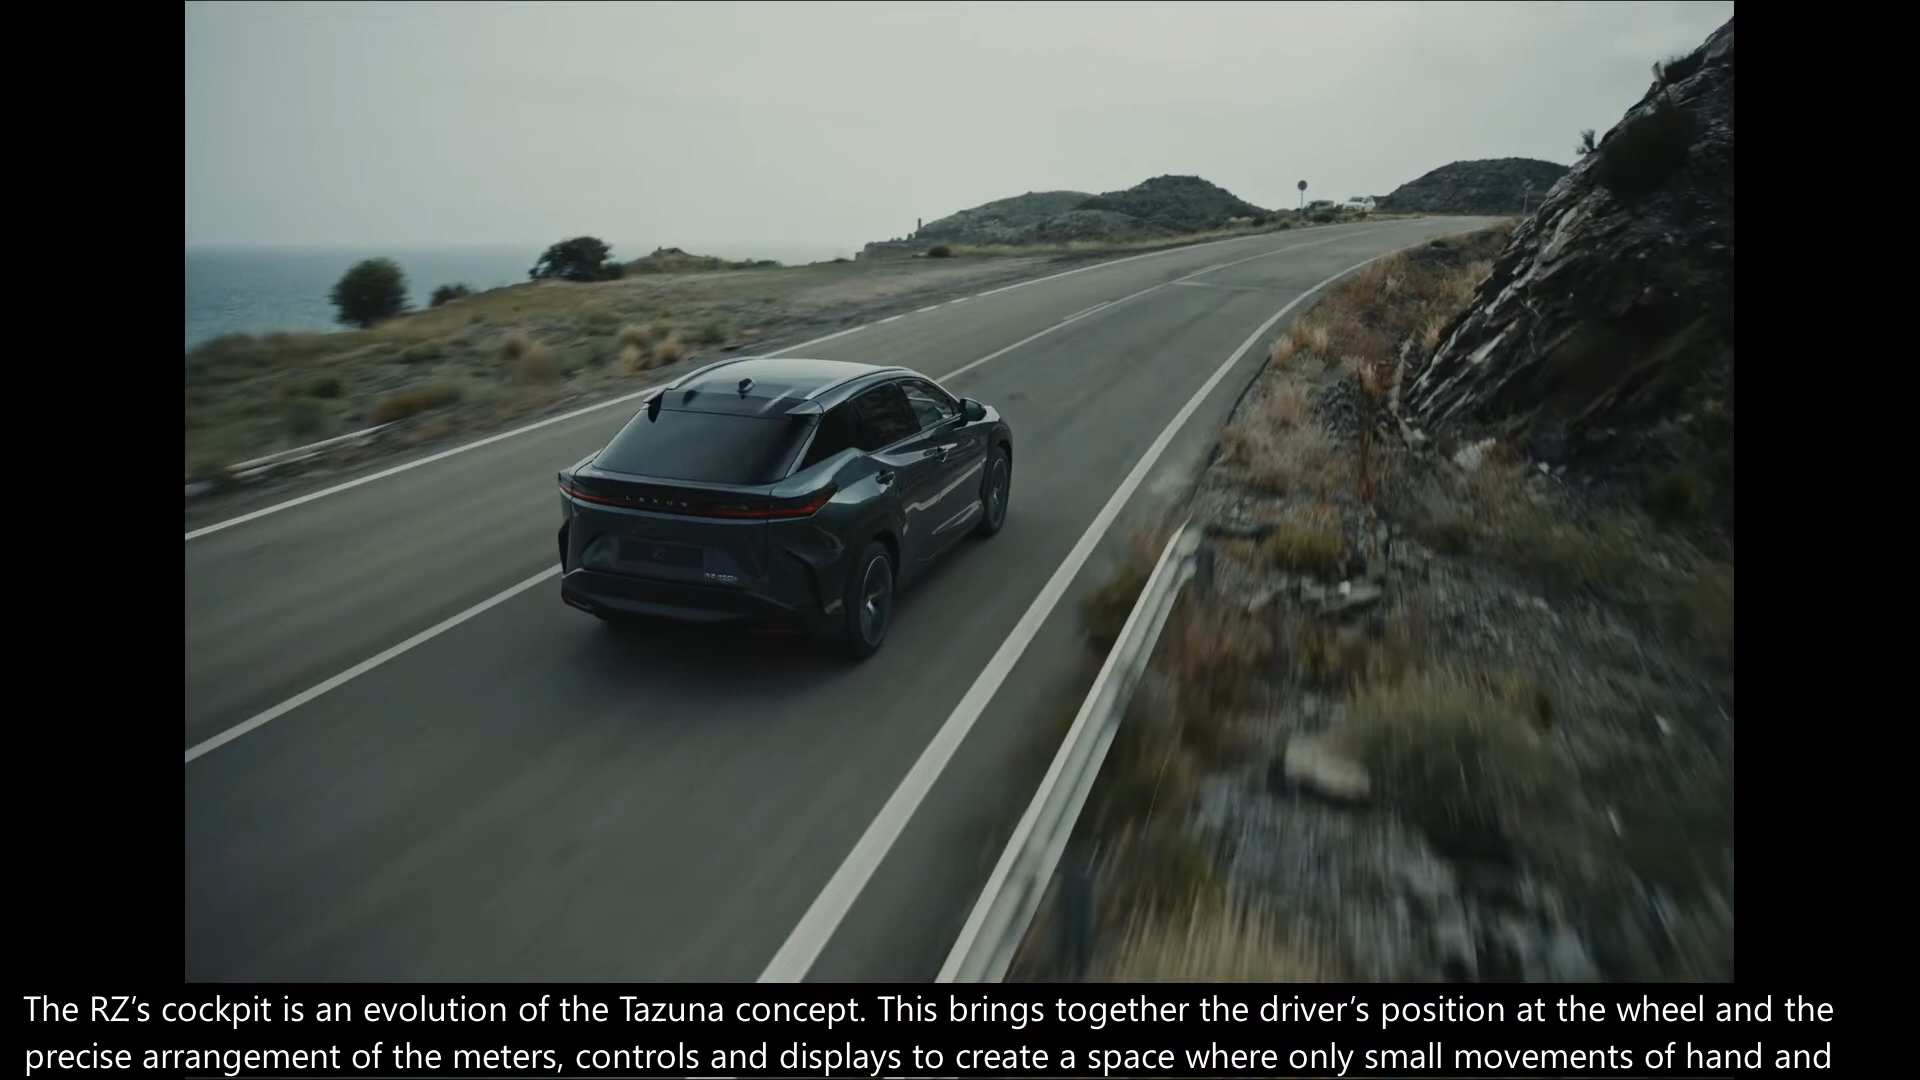 LEXUS
The RZ’s cockpit is an evolution of the Tazuna concept. This brings together the driver’s position at the wheel and the
precise arrangement of the meters, controls and displays to create a space where only small movements of hand and